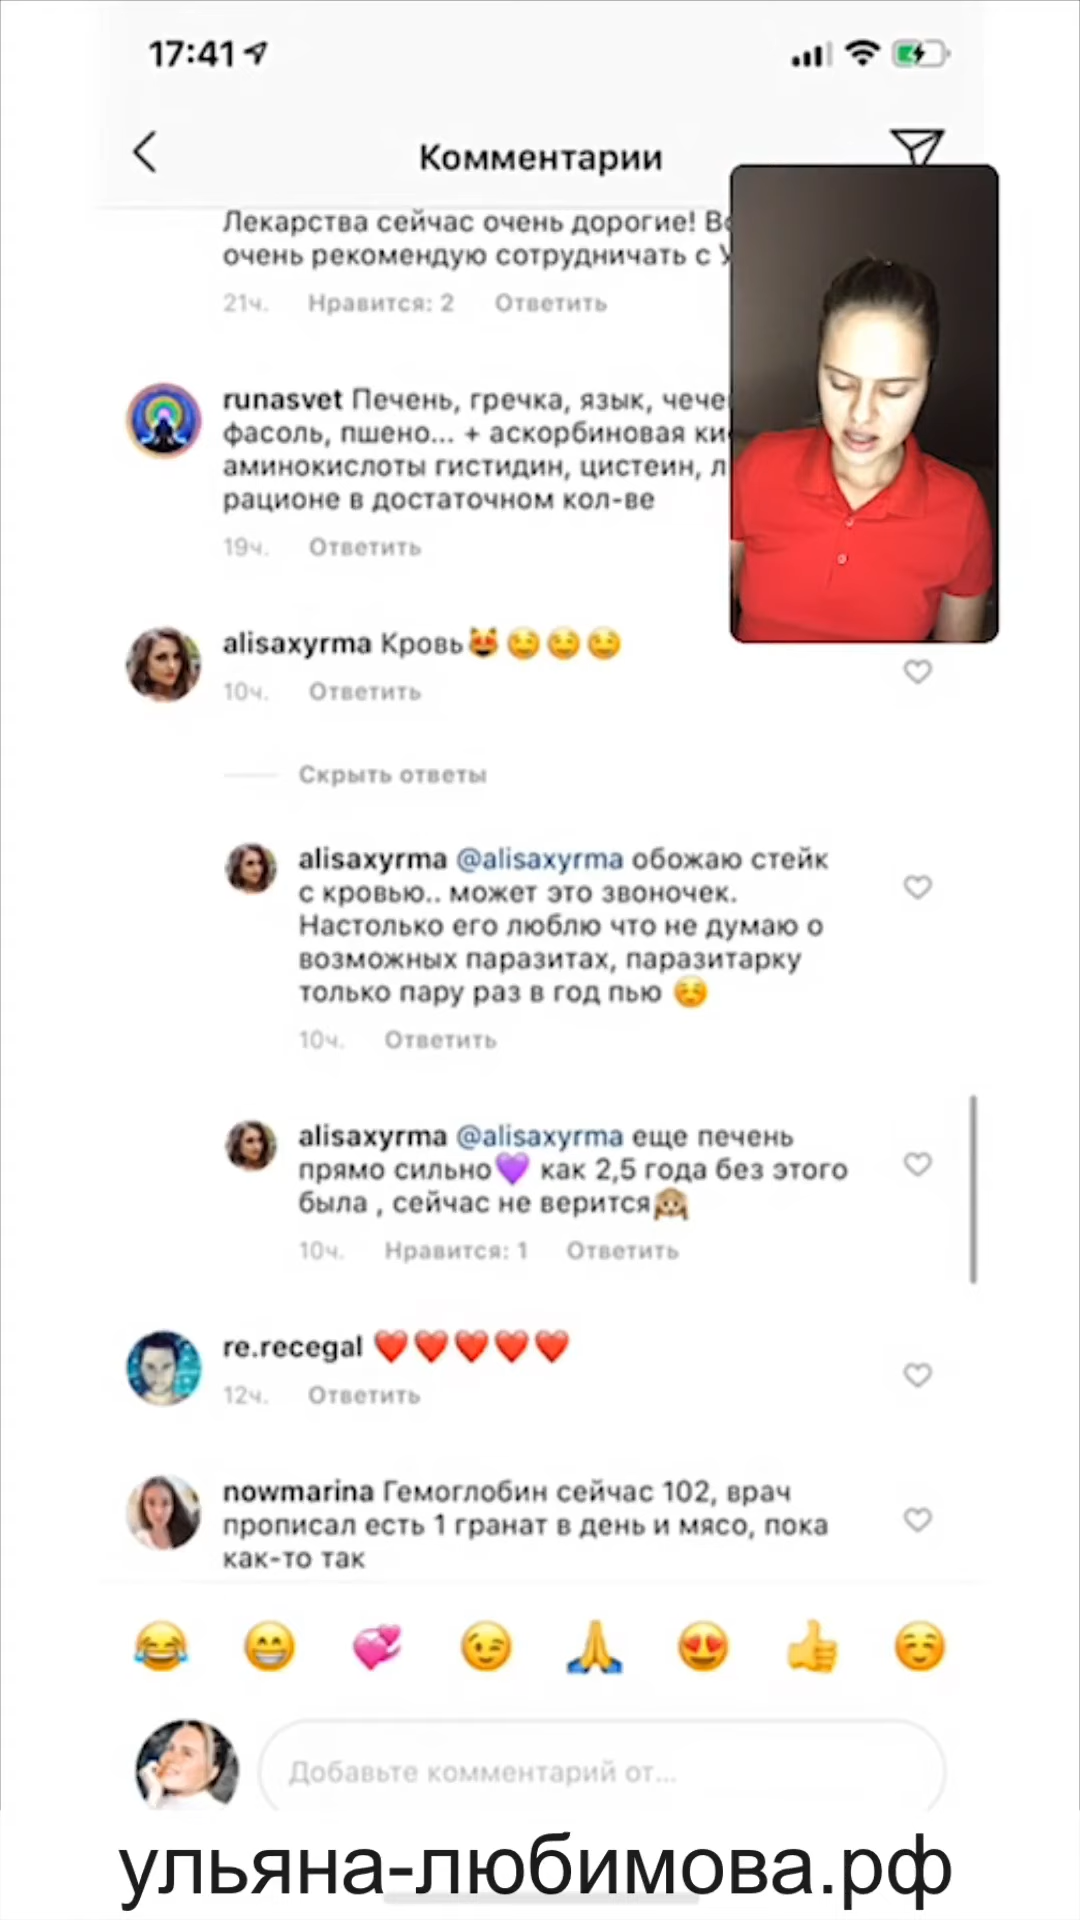 17:41
Комментарии
Лекарства сейчас очень дорогие!
очень рекомендую сотрудничать с
21ч. Нравится: 2 Ответить
runasvet Печень, гречка, язык,
фасоль, пшено... + аскорбиновая
аминокислоты гистидин, цистеин,
рационе в достаточном кол-ве
19ч. Ответить
alisaxyrma Кровь😻😏😏😏
10ч. Ответить
Скрыть ответы
alisaxyrma @alisaxyrma обожаю стейк
с кровью.. может это звоночек.
Настолько его люблю что не думаю о
возможных паразитах, паразитарку
только пару раз в год пью ☺️
10ч. Ответить
alisaxyrma @alisaxyrma еще печень
прямо сильно💜 как 2,5 года без этого
была , сейчас не верится🙈
10ч. Нравится: 1 Ответить
re.recegal ❤️❤️❤️❤️❤️
12ч. Ответить
nowmarina Гемоглобин сейчас 102, врач
прописал есть 1 гранат в день и мясо, пока
как-то так
Добавьте комментарий от...
ульяна-любимова.рф